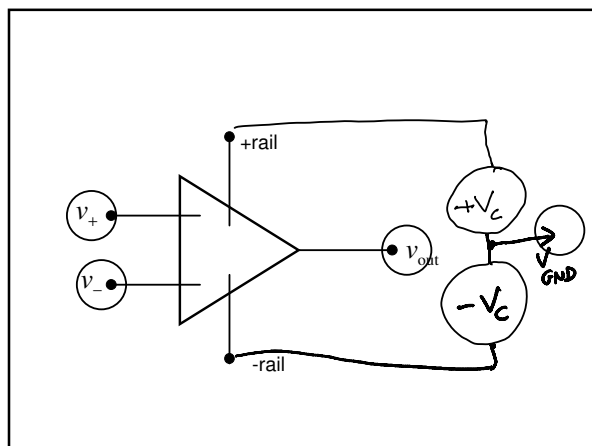 +rail
v+
+Vc
vout
V
GND
v−
−Vc
-rail